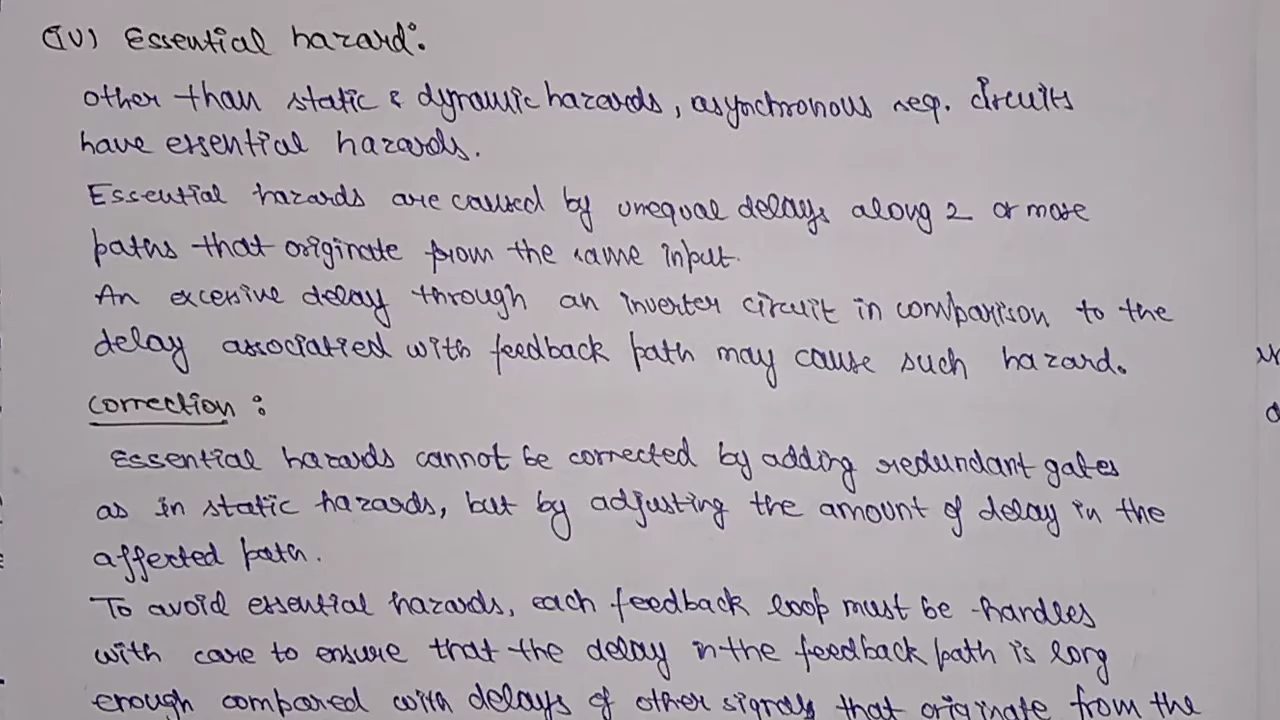 (IV) Essential hazard:
other than static & dynamic hazards, asynchronous seq. circuits
have essential hazards.
Essential hazards are caused by unequal delays along 2 or more
paths that originate from the same input.
An excessive delay through an inverter circuit in comparison to the
delay associatied with feedback path may cause such hazard.
Correction :
Essential hazards cannot be corrected by adding redundant gates
as in static hazards, but by adjusting the amount of delay in the
affected path.
To avoid essential hazards, each feedback loop must be handles
with care to ensure that the delay in the feedback path is long
enough compared with delays of other signals that originate from the